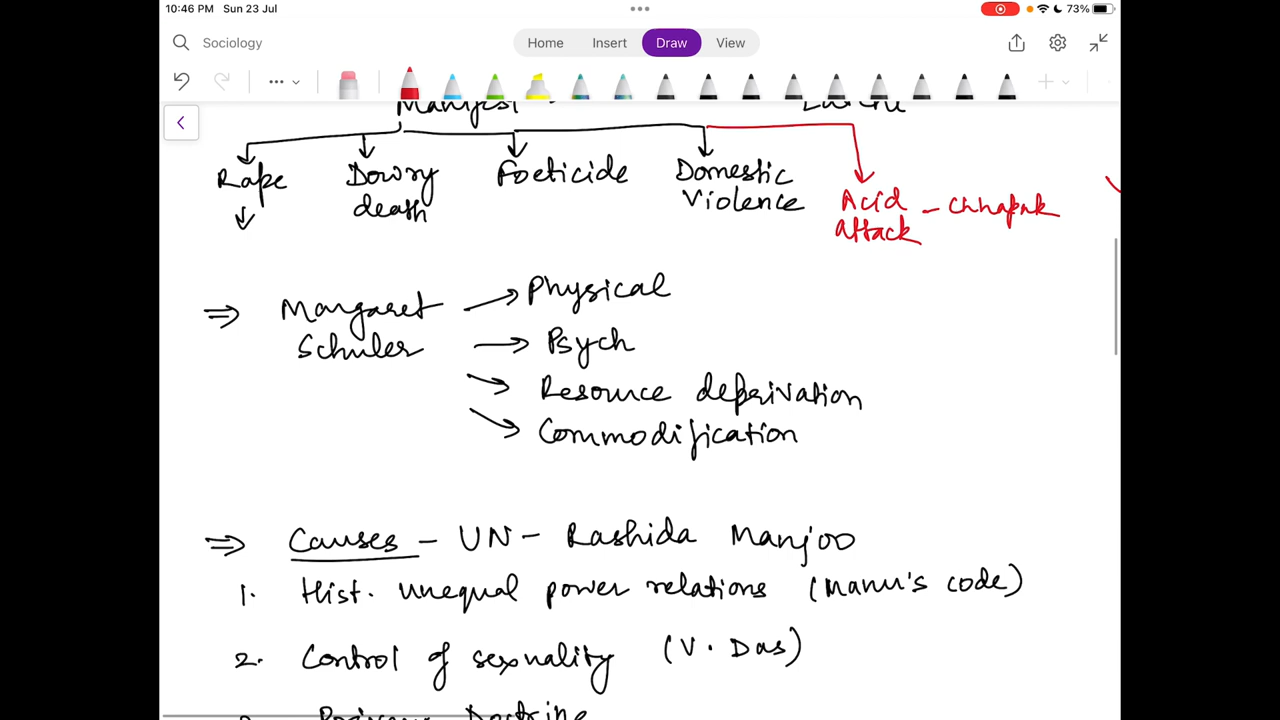 10:46 PM Sun 23 Jul
73%
Sociology
Home Insert Draw View
Manifest
Rape Dowry death Foeticide Domestic Violence
Acid attack - Chhapak
⇒ Margaret Schuler → Physical
→ Psych
→ Resource deprivation
→ Commodification
⇒ Causes - UN - Rashida Manjoo
1. Hist. unequal power relations (Manu's code)
2. Control of sexuality (V. Das)
Doctrine